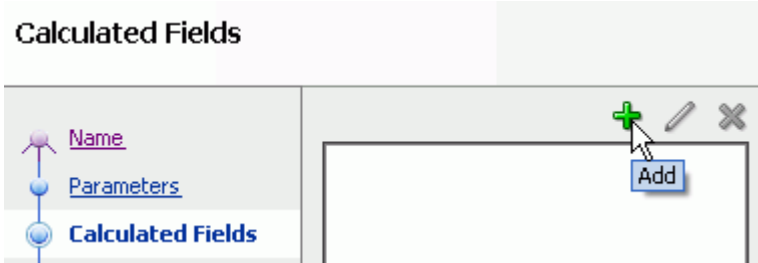 Calculated Fields
Name
Parameters
Add
Calculated Fields